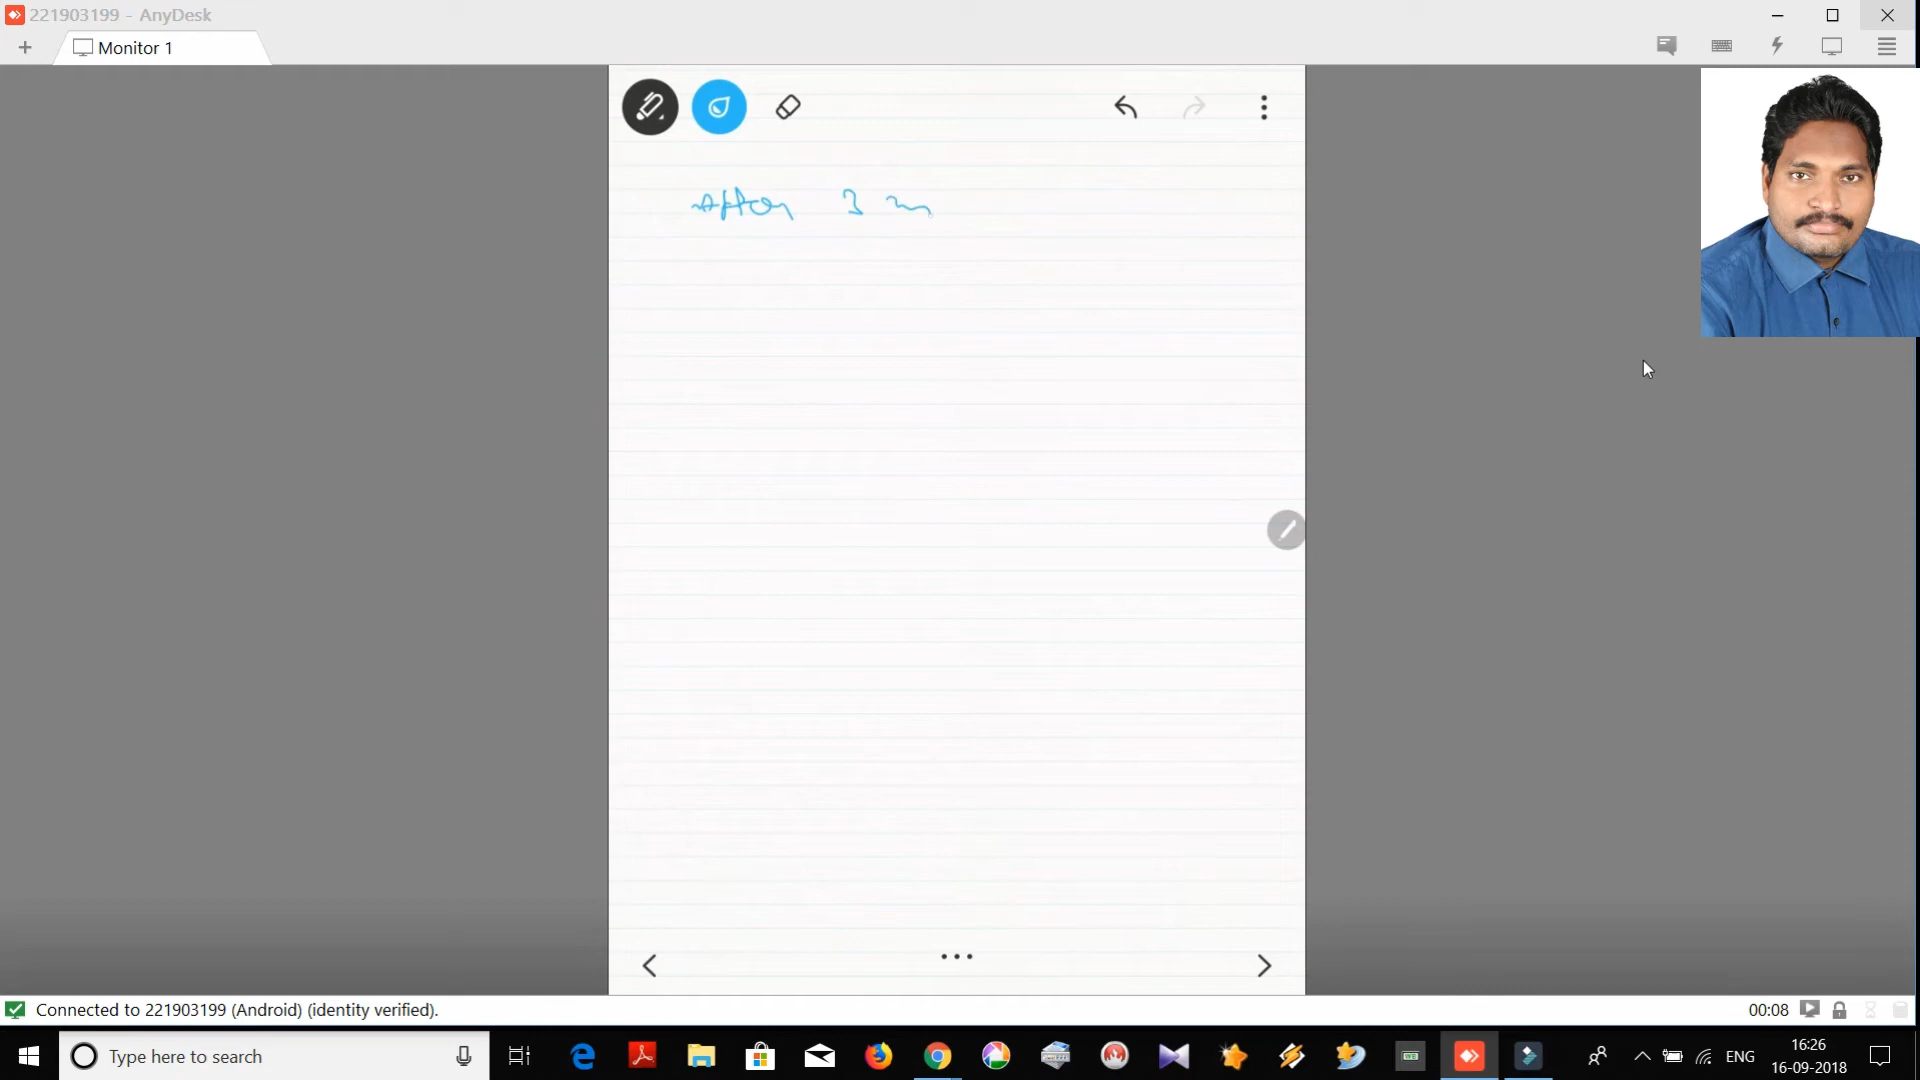 221903199 - AnyDesk
Monitor 1
After 3 m
Connected to 221903199 (Android) (identity verified).
00:08
Type here to search
ENG
16:26
16-09-2018